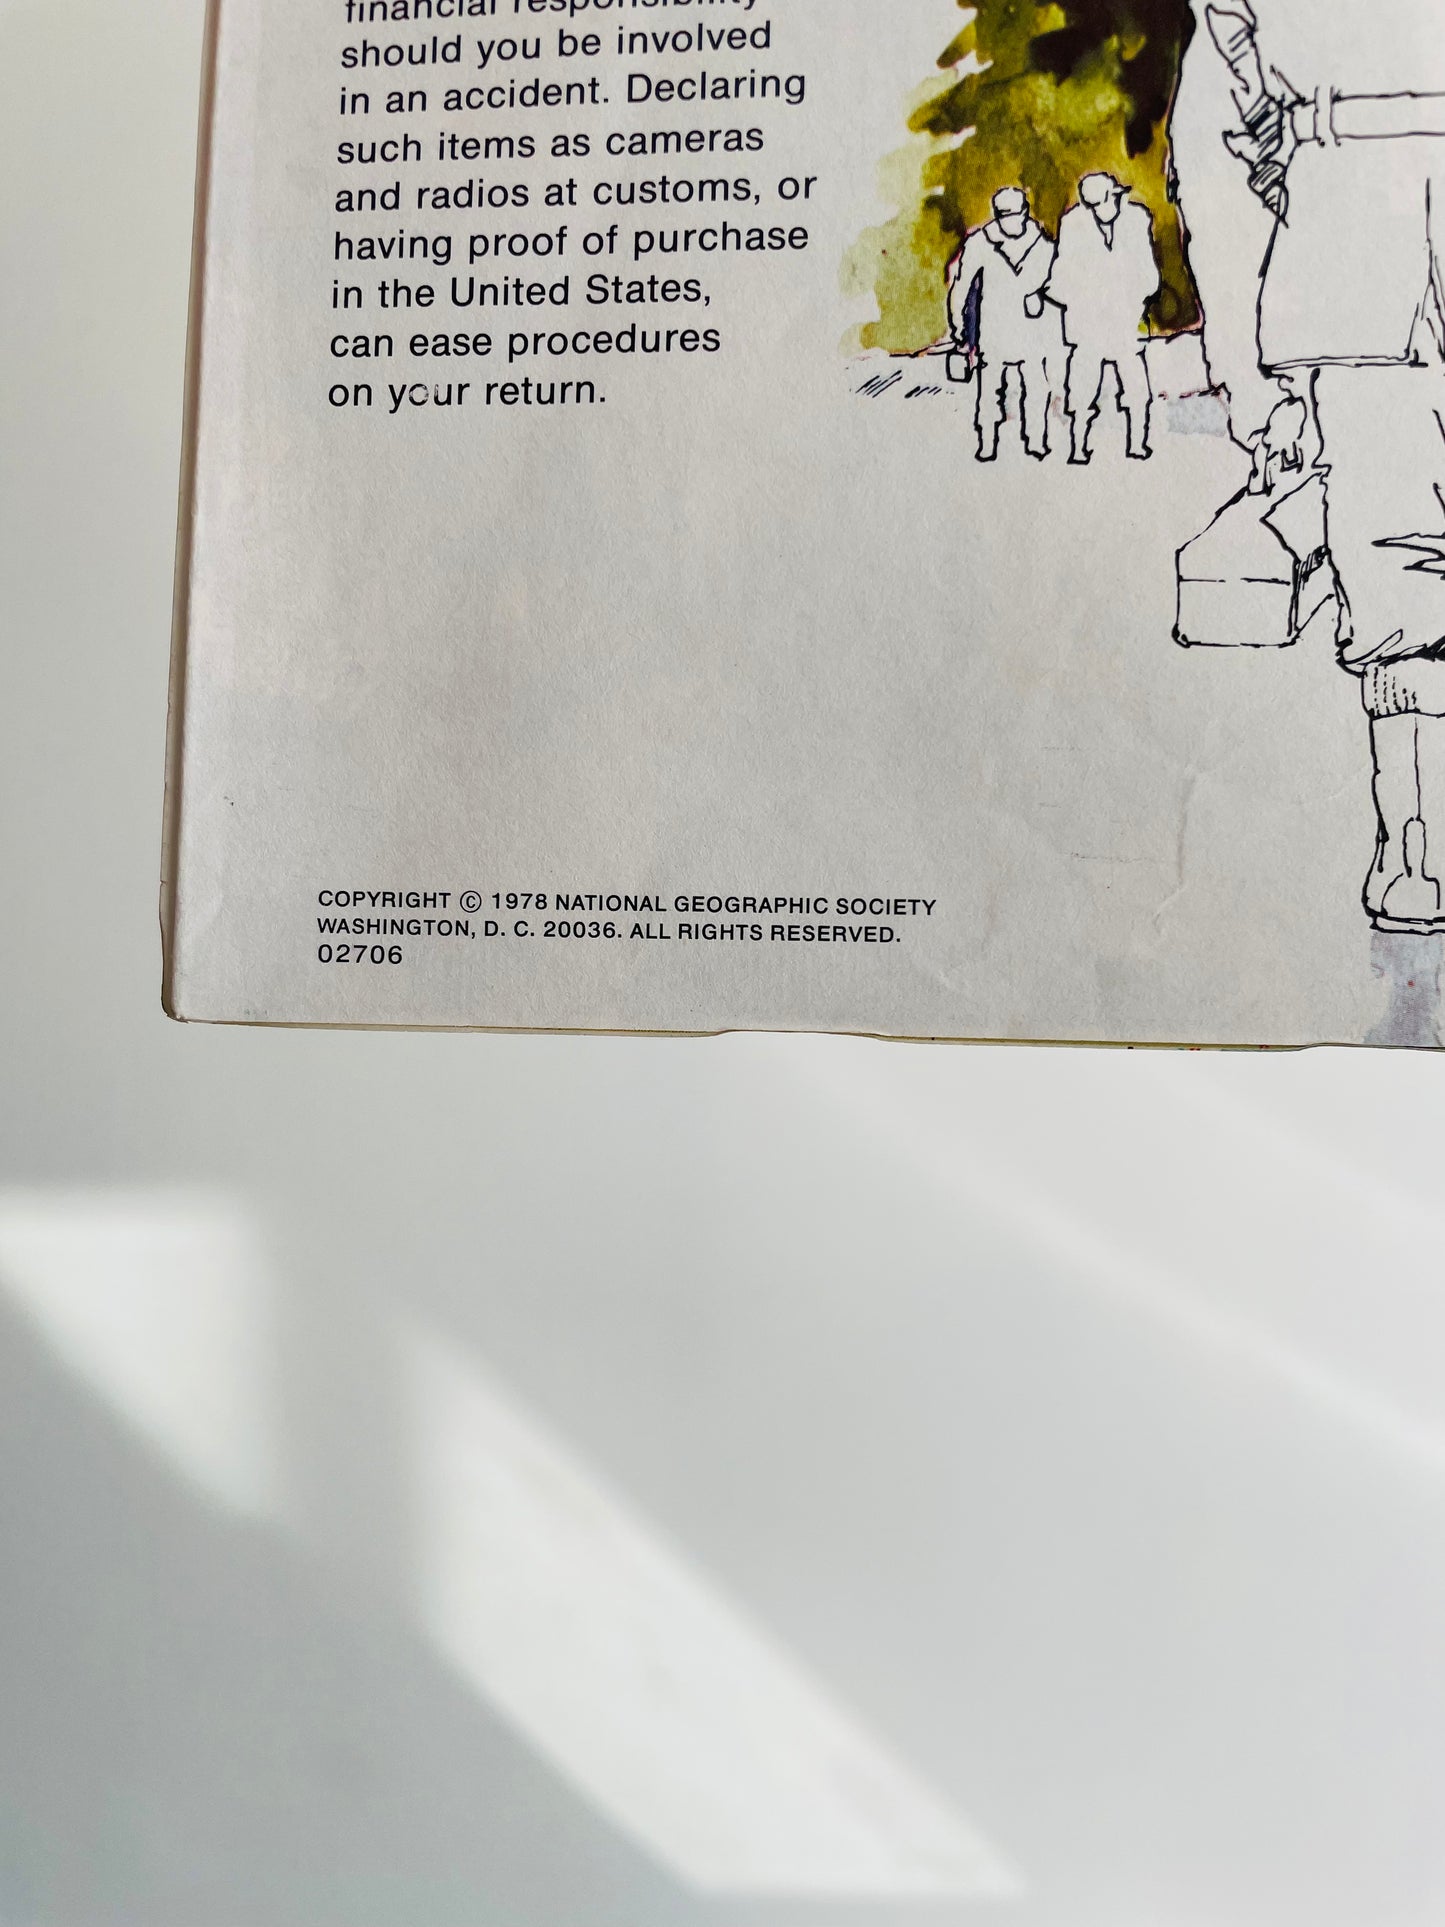 financial responsibility
should you be involved
in an accident. Declaring
such items as cameras
and radios at customs, or
having proof of purchase
in the United States,
can ease procedures
on your return.
COPYRIGHT © 1978 NATIONAL GEOGRAPHIC SOCIETY
WASHINGTON, D. C. 20036. ALL RIGHTS RESERVED.
02706